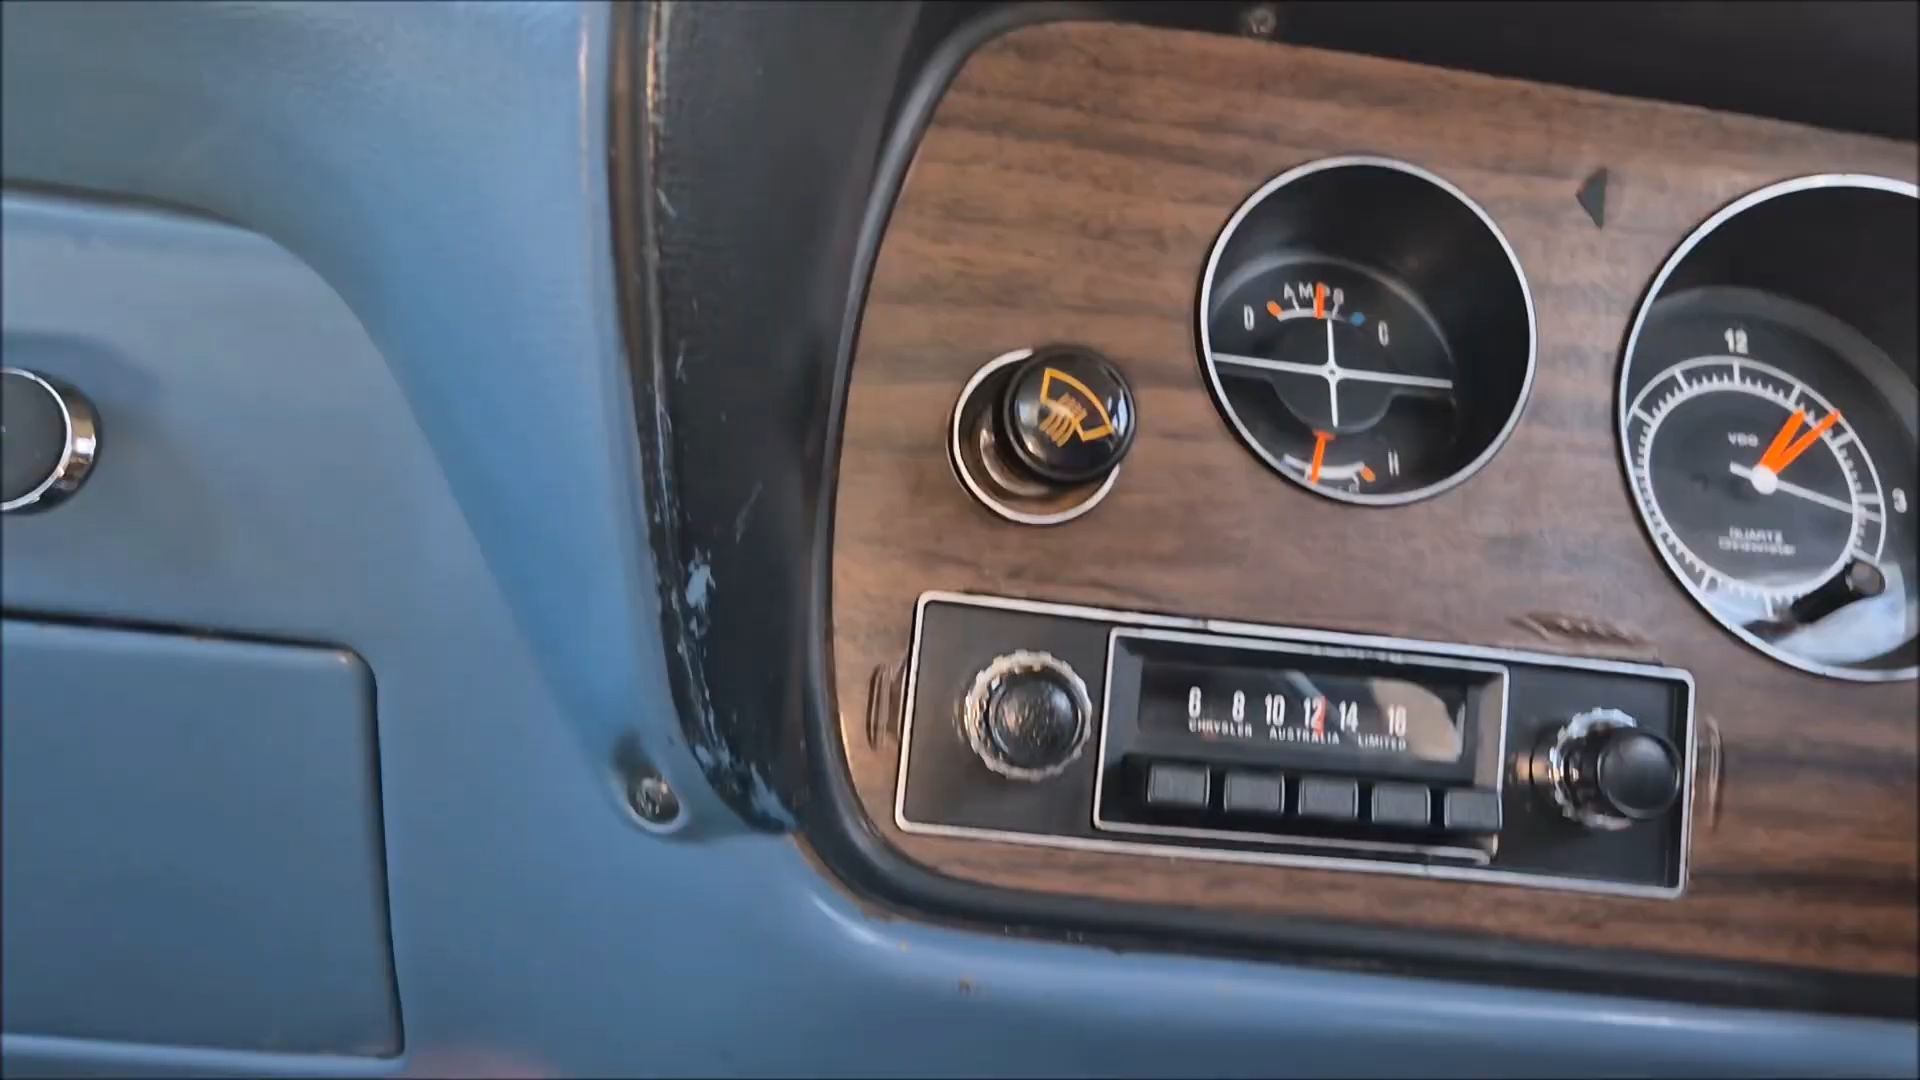 AMPS
D C
H
12
3
VDO
QUARTZ
6 8 10 12 14 16
CHRYSLER AUSTRALIA LIMITED